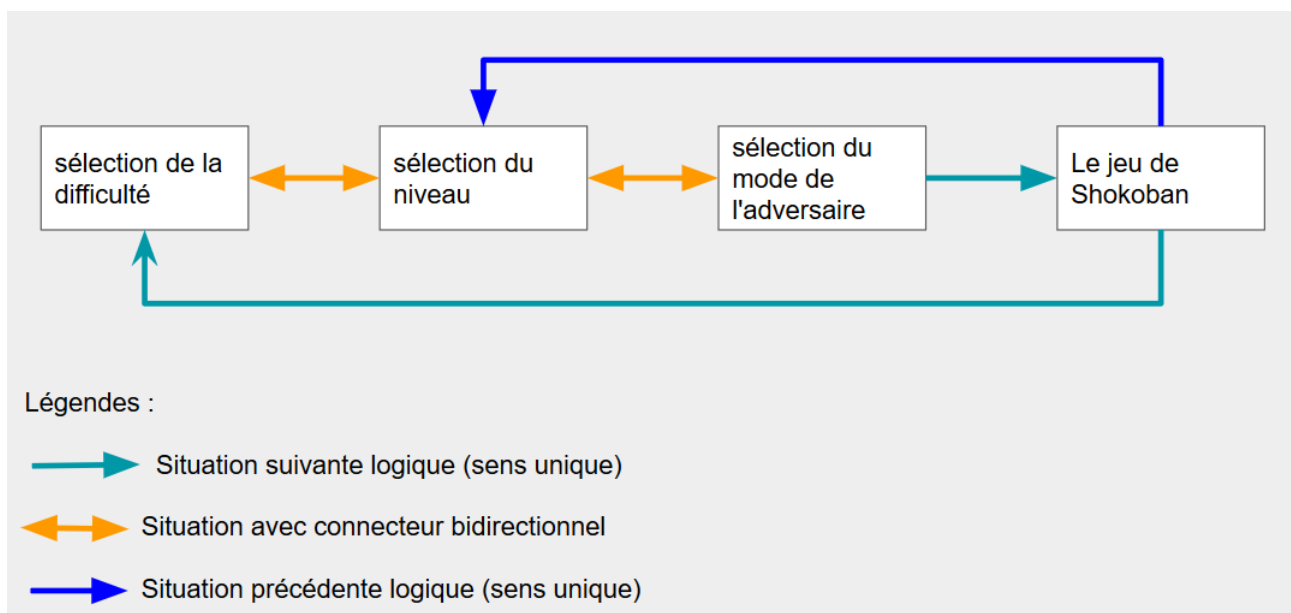 sélection de la
difficulté
sélection du
niveau
sélection du
mode de
l'adversaire
Le jeu de
Shokoban
Légendes :
Situation suivante logique (sens unique)
Situation avec connecteur bidirectionnel
Situation précédente logique (sens unique)